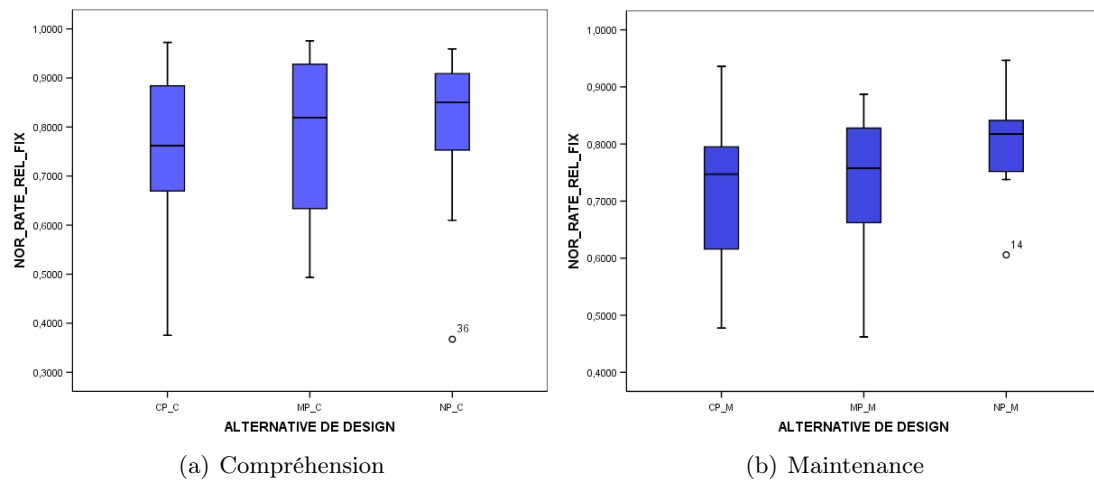 1,0000
0,9000
0,8000
0,7000
0,6000
0,5000
0,4000
0,3000
NOR_RATE_REL_FIX
36
CP_C MP_C NP_C
ALTERNATIVE DE DESIGN
(a) Compréhension
1,0000
0,9000
0,8000
0,7000
0,6000
0,5000
0,4000
NOR_RATE_REL_FIX
14
CP_M MP_M NP_M
ALTERNATIVE DE DESIGN
(b) Maintenance